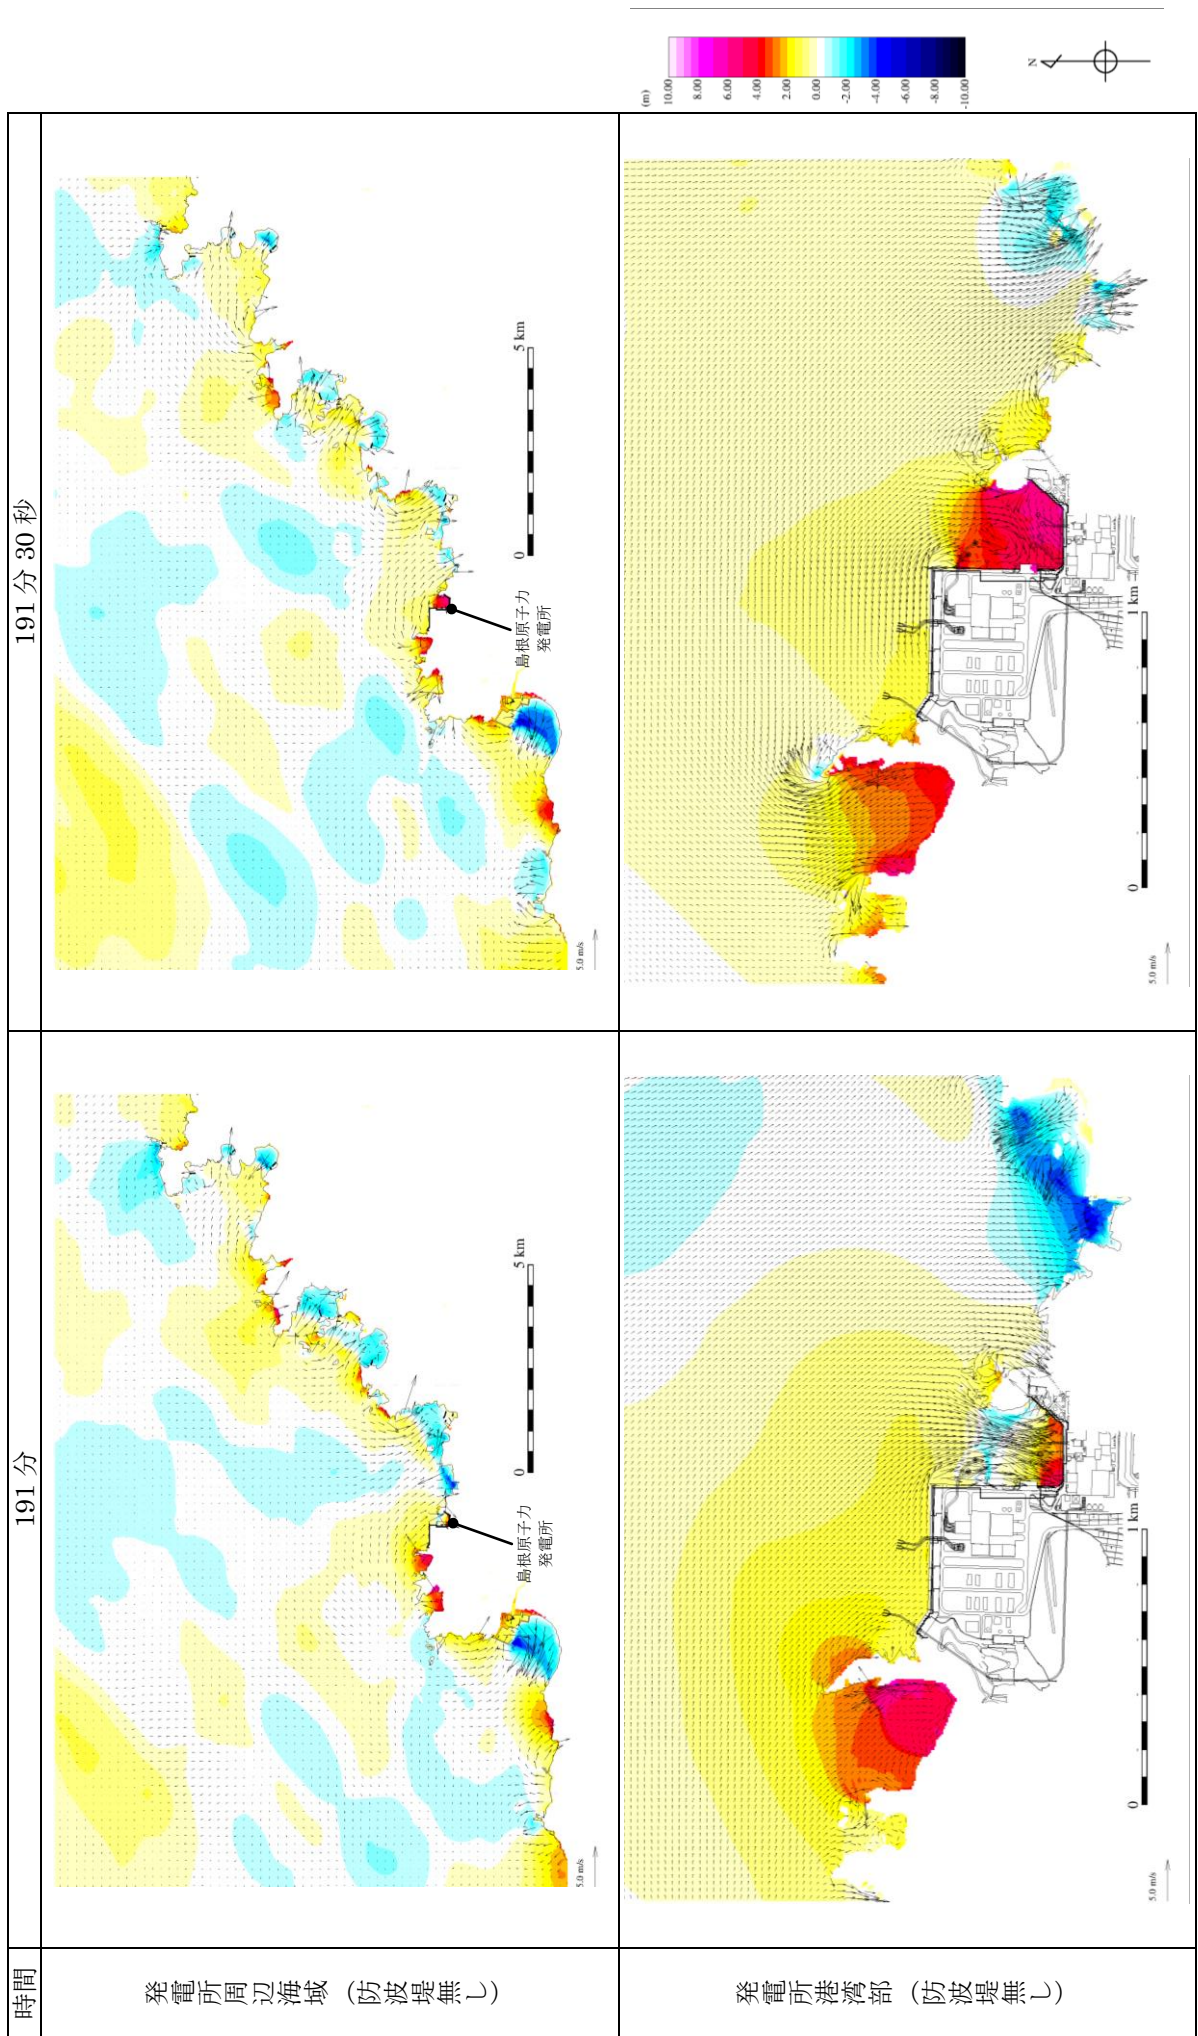 時間
191分
191分30秒
発電所周辺海域（防波堤無し）
5.0 m/s
0
5 km
島根原子力
発電所
5.0 m/s
0
5 km
島根原子力
発電所
発電所港湾部（防波堤無し）
5.0 m/s
0
1 km
5.0 m/s
0
1 km
(m)
10.00
8.00
6.00
4.00
2.00
0.00
-2.00
-4.00
-6.00
-8.00
-10.00
N